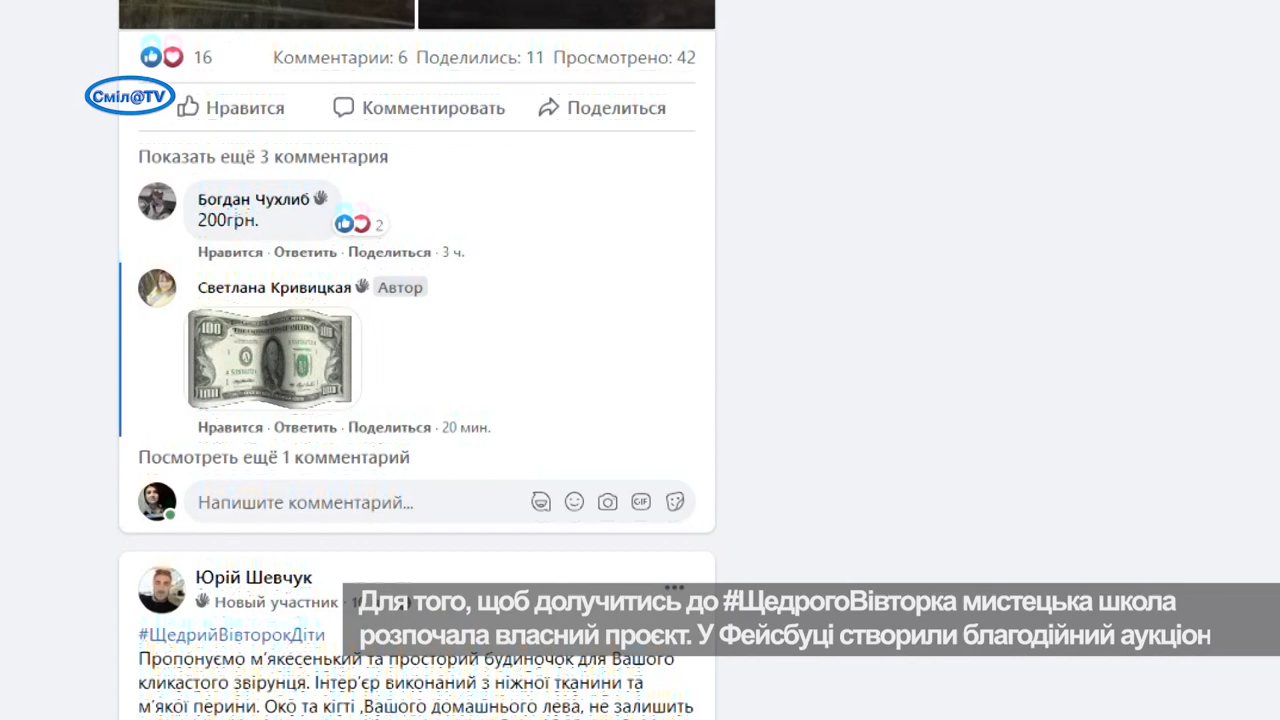 16 Комментарии: 6 Поделились: 11 Просмотрено: 42
Сміл@TV
Нравится Комментировать Поделиться
Показать ещё 3 комментария
Богдан Чухлиб
200грн.
2
Нравится · Ответить · Поделиться · 3 ч.
Светлана Кривицкая Автор
100 100
Нравится · Ответить · Поделиться · 20 мин.
Посмотреть ещё 1 комментарий
Напишите комментарий...
GIF
Юрій Шевчук
Новый участник ·
Для того, щоб долучитись до #ЩедрогоВівторка мистецька школа
розпочала власний проєкт. У Фейсбуці створили благодійний аукціон
#ЩедрийВівторокДіти
Пропонуємо м’якесенький та просторий будиночок для Вашого
кликастого звірунця. Інтер’єр виконаний з ніжної тканини та
м’якої перини. Око та кігті ,Вашого домашнього лева, не залишить